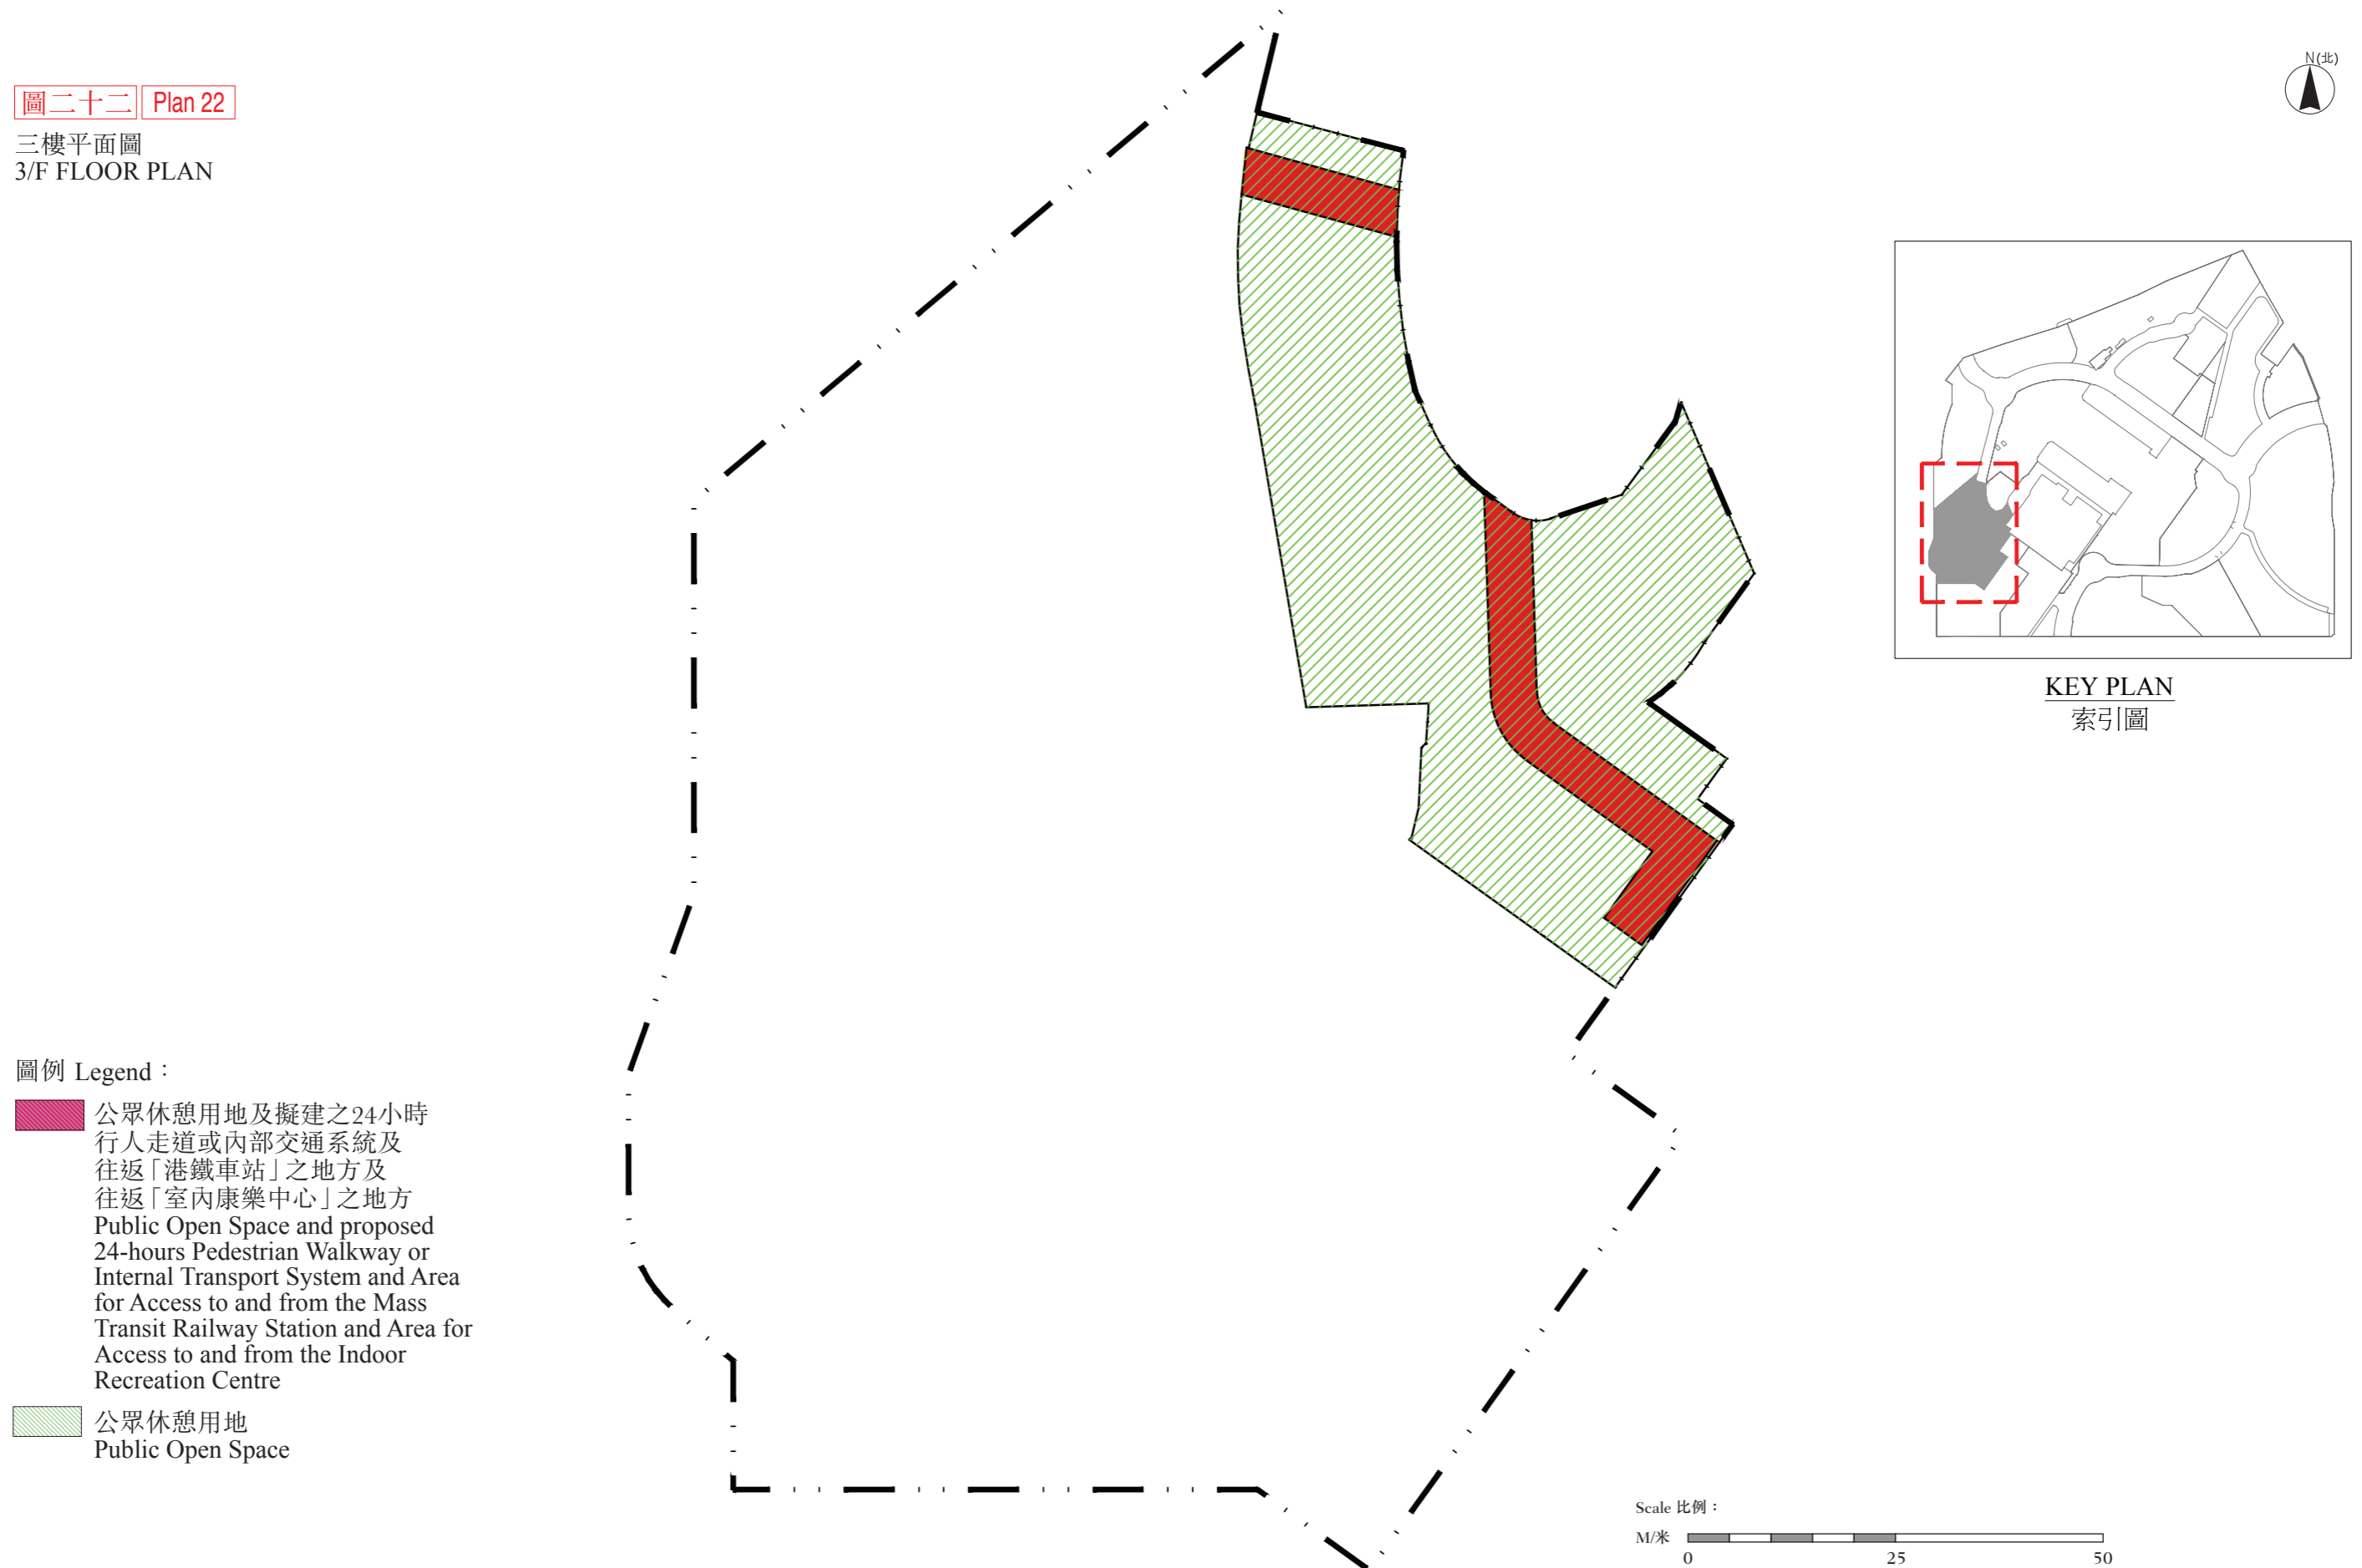 圖二十二 Plan 22
三樓平面圖
3/F FLOOR PLAN
N(北)
KEY PLAN
索引圖
圖例 Legend：
公眾休憩用地及擬建之24小時
行人走道或內部交通系統及
往返「港鐵車站」之地方及
往返「室內康樂中心」之地方
Public Open Space and proposed
24-hours Pedestrian Walkway or
Internal Transport System and Area
for Access to and from the Mass
Transit Railway Station and Area for
Access to and from the Indoor
Recreation Centre
公眾休憩用地
Public Open Space
Scale 比例：
M/米
0 25 50